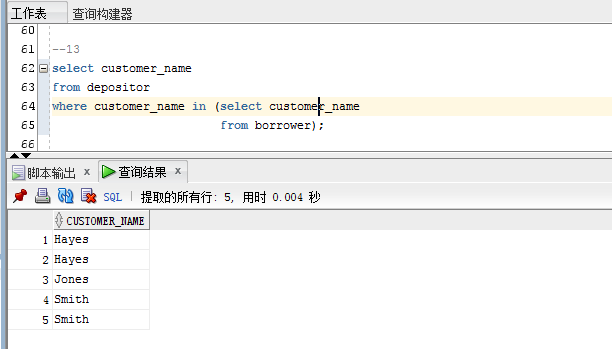 工作表 查询构建器
60
61 --13
62 select customer_name
63 from depositor
64 where customer_name in (select customer_name
65 from borrower);
66
脚本输出 x 查询结果 x
SQL | 提取的所有行: 5, 用时 0.004 秒
CUSTOMER_NAME
1 Hayes
2 Hayes
3 Jones
4 Smith
5 Smith